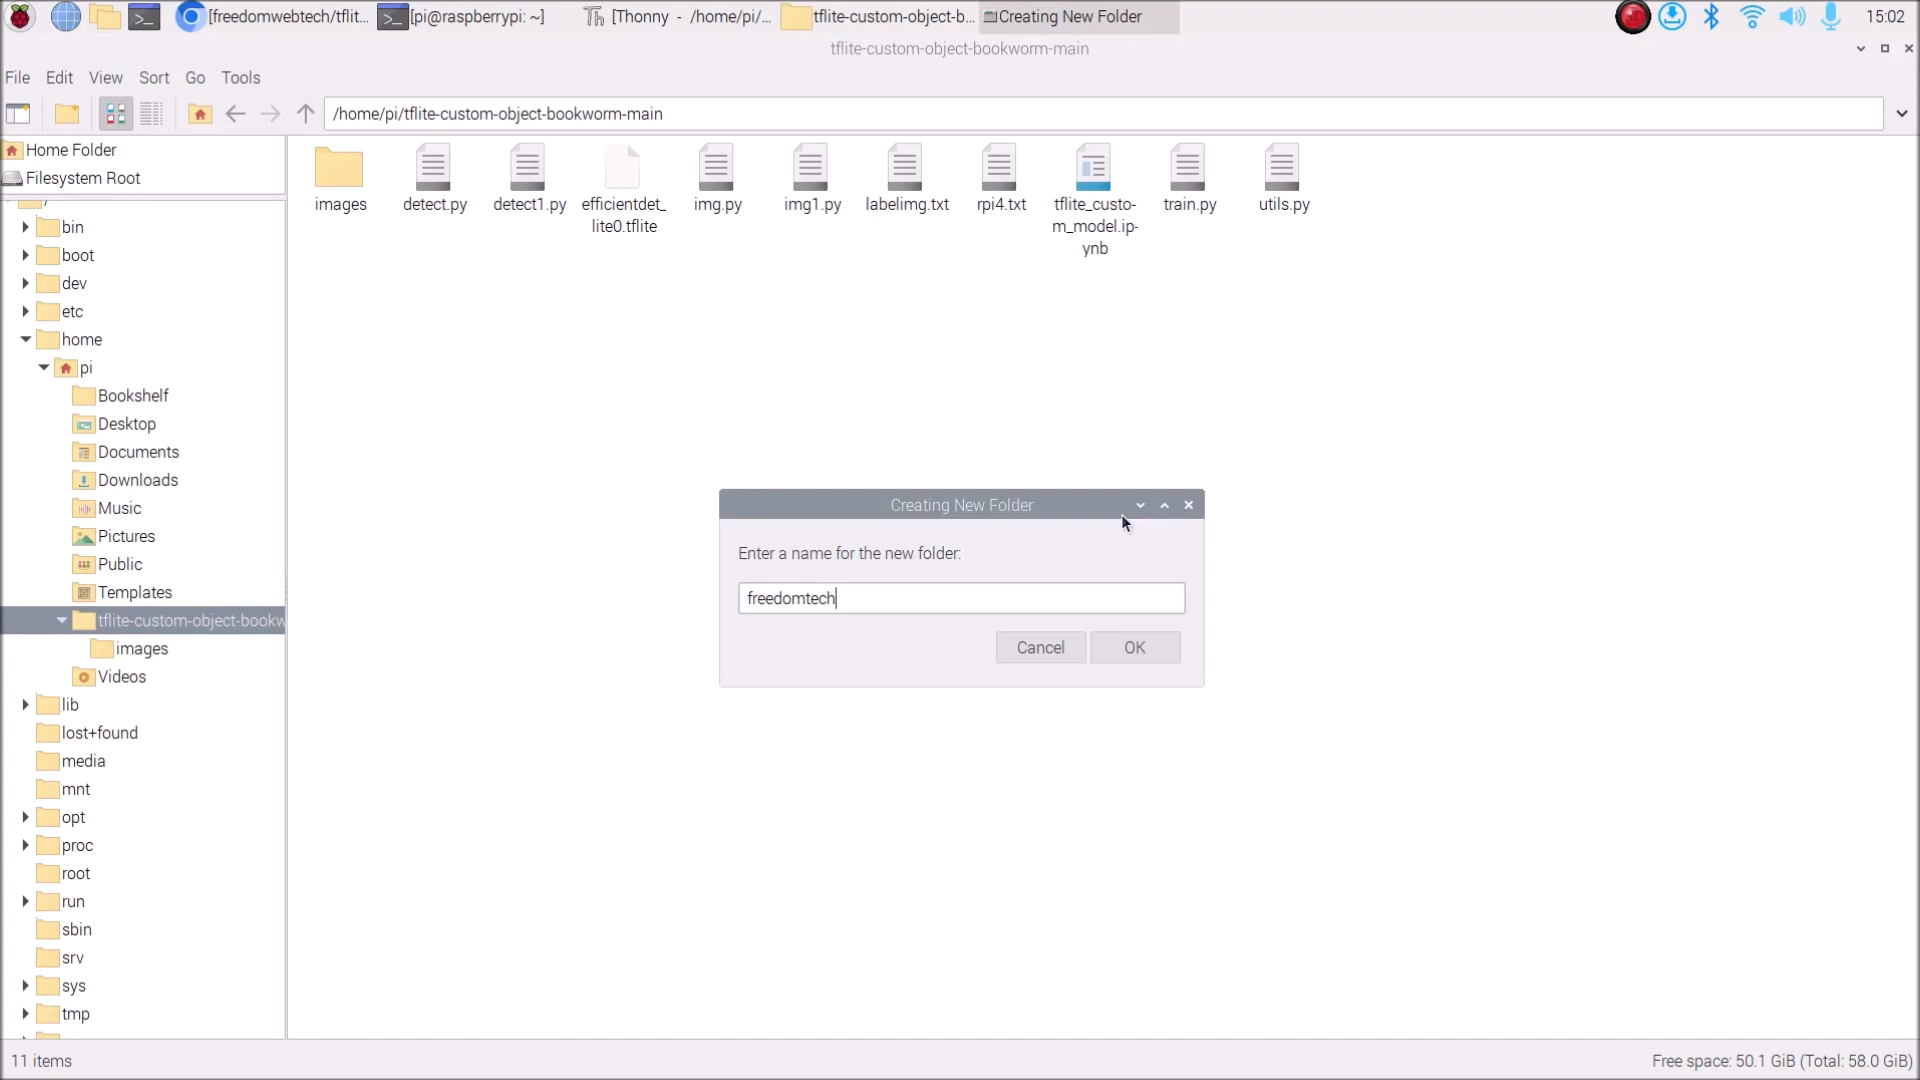 [freedomwebtech/tflit...
[pi@raspberrypi: ~]
[Thonny - /home/pi/...
tflite-custom-object-b...
Creating New Folder
15:02
tflite-custom-object-bookworm-main
File Edit View Sort Go Tools
/home/pi/tflite-custom-object-bookworm-main
Home Folder
Filesystem Root
bin
boot
dev
etc
home
pi
Bookshelf
Desktop
Documents
Downloads
Music
Pictures
Public
Templates
tflite-custom-object-bookw
images
Videos
lib
lost+found
media
mnt
opt
proc
root
run
sbin
srv
sys
tmp
images
detect.py
detect1.py
efficientdet_
lite0.tflite
img.py
img1.py
labelimg.txt
rpi4.txt
tflite_custo-
m_model.ip-
ynb
train.py
utils.py
Creating New Folder
Enter a name for the new folder:
freedomtech
Cancel
OK
11 items
Free space: 50.1 GiB (Total: 58.0 GiB)